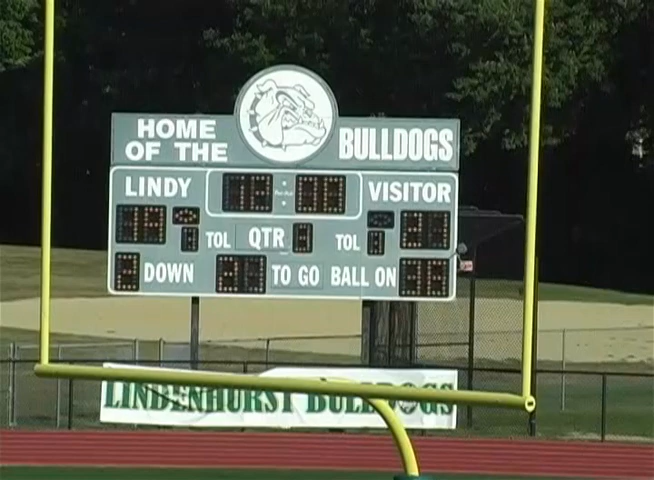 HOME OF THE BULLDOGS
LINDY VISITOR
TOL QTR TOL
DOWN TO GO BALL ON
LINDENHURST BULLDOGS